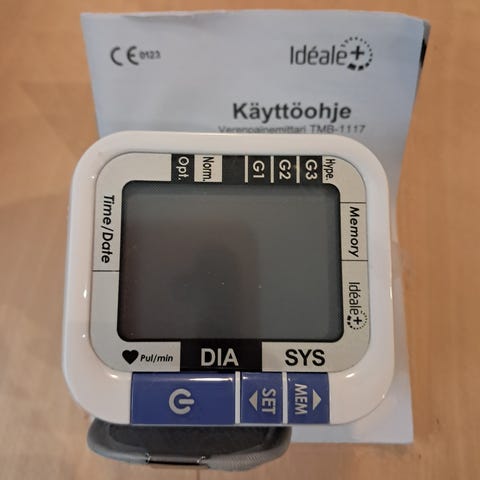 CE 0123
Idéale+
Käyttöohje
Verenpainemittari TMB-1117
Opt.
Norm.
G1
G2
G3
Hype.
Time/Date
Memory
Idéale+
Pul/min
DIA
SYS
SET
MEM